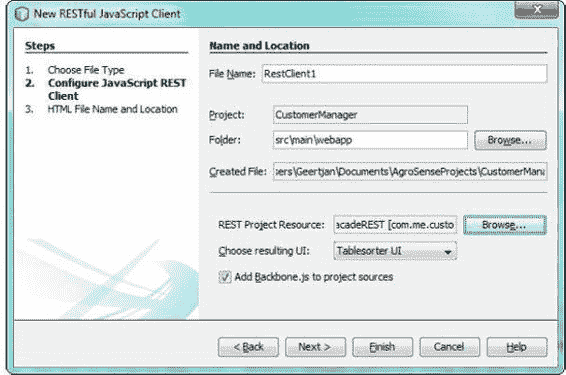 New RESTful JavaScript Client
Steps
1. Choose File Type
2. Configure JavaScript REST
Client
3. HTML File Name and Location
Name and Location
File Name: RestClient1
Project: CustomerManager
Folder: src\main\webapp Browse...
Created File: ers\Geertjan\Documents\AgroSenseProjects\CustomerMana
REST Project Resource: acadeREST [com.me.custo Browse...
Choose resulting UI: Tablesorter UI
Add Backbone.js to project sources
< Back Next > Finish Cancel Help